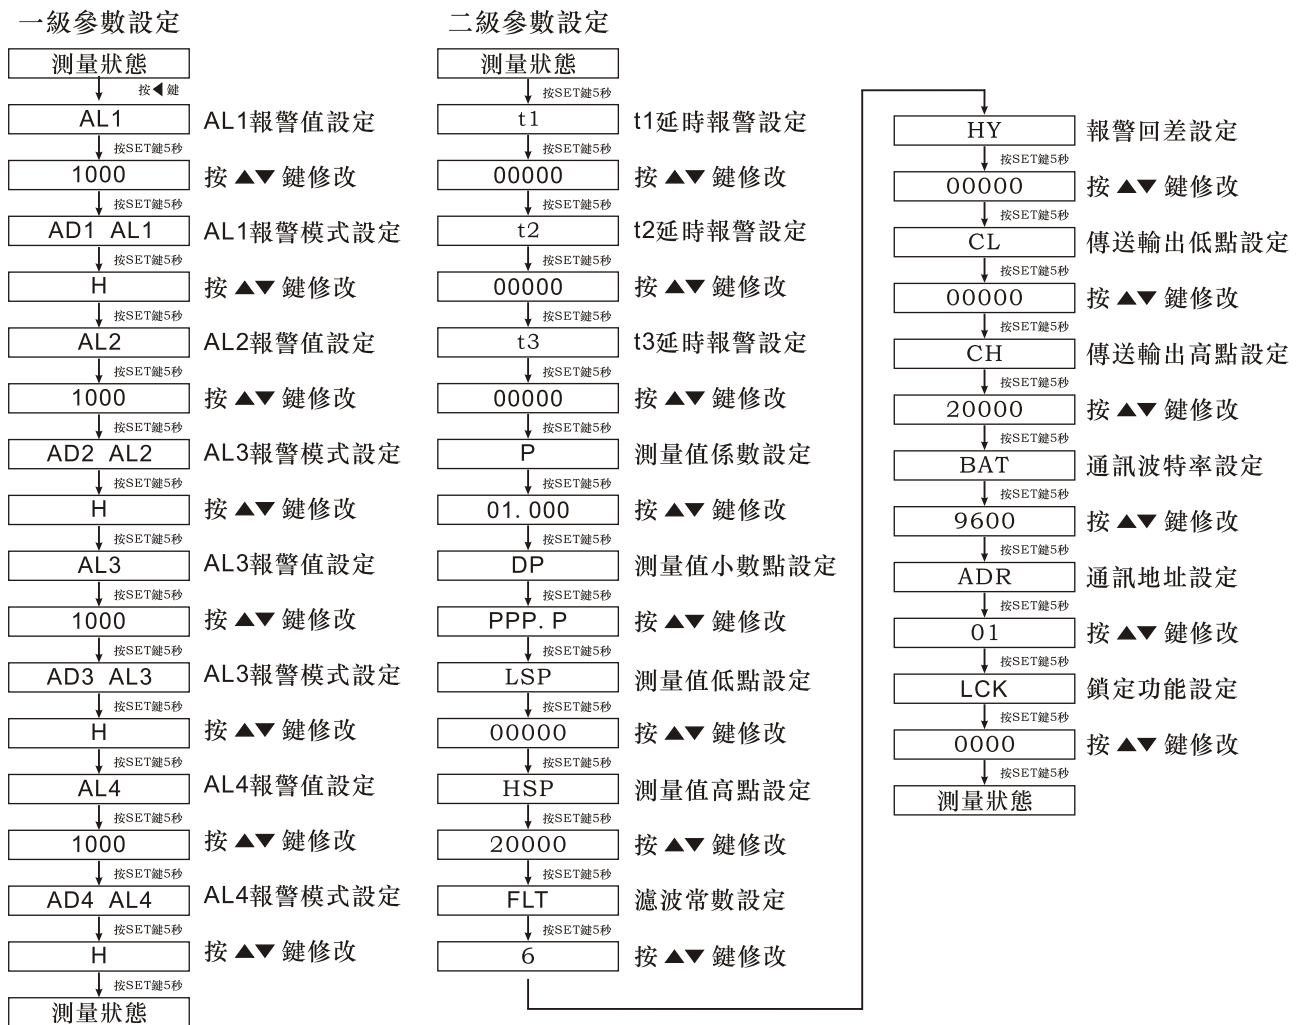 一級參數設定
測量狀態
按◀鍵
AL1 AL1報警值設定
按SET鍵5秒
1000 按▲▼鍵修改
按SET鍵5秒
AD1 AL1 AL1報警模式設定
按SET鍵5秒
H 按▲▼鍵修改
按SET鍵5秒
AL2 AL2報警值設定
按SET鍵5秒
1000 按▲▼鍵修改
按SET鍵5秒
AD2 AL2 AL3報警模式設定
按SET鍵5秒
H 按▲▼鍵修改
按SET鍵5秒
AL3 AL3報警值設定
按SET鍵5秒
1000 按▲▼鍵修改
按SET鍵5秒
AD3 AL3 AL3報警模式設定
按SET鍵5秒
H 按▲▼鍵修改
按SET鍵5秒
AL4 AL4報警值設定
按SET鍵5秒
1000 按▲▼鍵修改
按SET鍵5秒
AD4 AL4 AL4報警模式設定
按SET鍵5秒
H 按▲▼鍵修改
按SET鍵5秒
測量狀態
二級參數設定
測量狀態
按SET鍵5秒
t1 t1延時報警設定
按SET鍵5秒
00000 按▲▼鍵修改
按SET鍵5秒
t2 t2延時報警設定
按SET鍵5秒
00000 按▲▼鍵修改
按SET鍵5秒
t3 t3延時報警設定
按SET鍵5秒
00000 按▲▼鍵修改
按SET鍵5秒
P 測量值係數設定
按SET鍵5秒
01.000 按▲▼鍵修改
按SET鍵5秒
DP 測量值小數點設定
按SET鍵5秒
PPP.P 按▲▼鍵修改
按SET鍵5秒
LSP 測量值低點設定
按SET鍵5秒
00000 按▲▼鍵修改
按SET鍵5秒
HSP 測量值高點設定
按SET鍵5秒
20000 按▲▼鍵修改
按SET鍵5秒
FLT 濾波常數設定
按SET鍵5秒
6 按▲▼鍵修改
HY 報警回差設定
按SET鍵5秒
00000 按▲▼鍵修改
按SET鍵5秒
CL 傳送輸出低點設定
按SET鍵5秒
00000 按▲▼鍵修改
按SET鍵5秒
CH 傳送輸出高點設定
按SET鍵5秒
20000 按▲▼鍵修改
按SET鍵5秒
BAT 通訊波特率設定
按SET鍵5秒
9600 按▲▼鍵修改
按SET鍵5秒
ADR 通訊地址設定
按SET鍵5秒
01 按▲▼鍵修改
按SET鍵5秒
LCK 鎖定功能設定
按SET鍵5秒
0000 按▲▼鍵修改
按SET鍵5秒
測量狀態